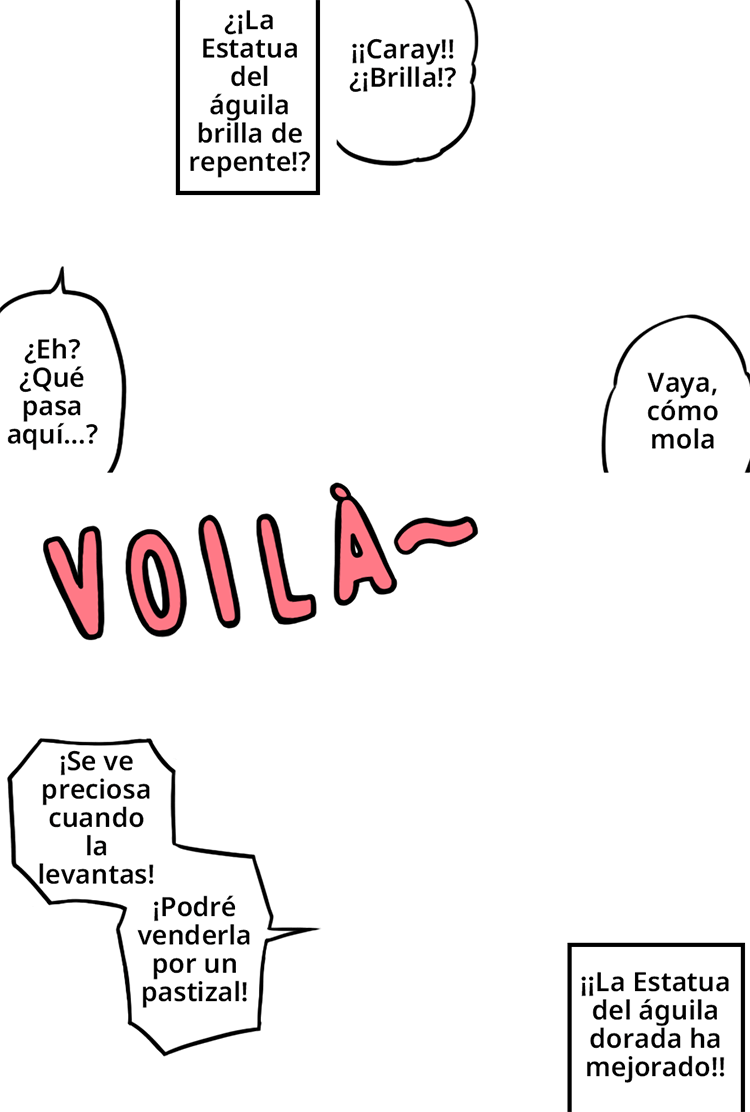 ¿¡La
Estatua
del
águila
brilla de
repente!?
¡¡Caray!!
¿¡Brilla!?
¿Eh?
¿Qué
pasa
aquí...?
Vaya,
cómo
mola
VOILÀ~
¡Se ve
preciosa
cuando
la
levantas!
¡Podré
venderla
por un
pastizal!
¡¡La Estatua
del águila
dorada ha
mejorado!!